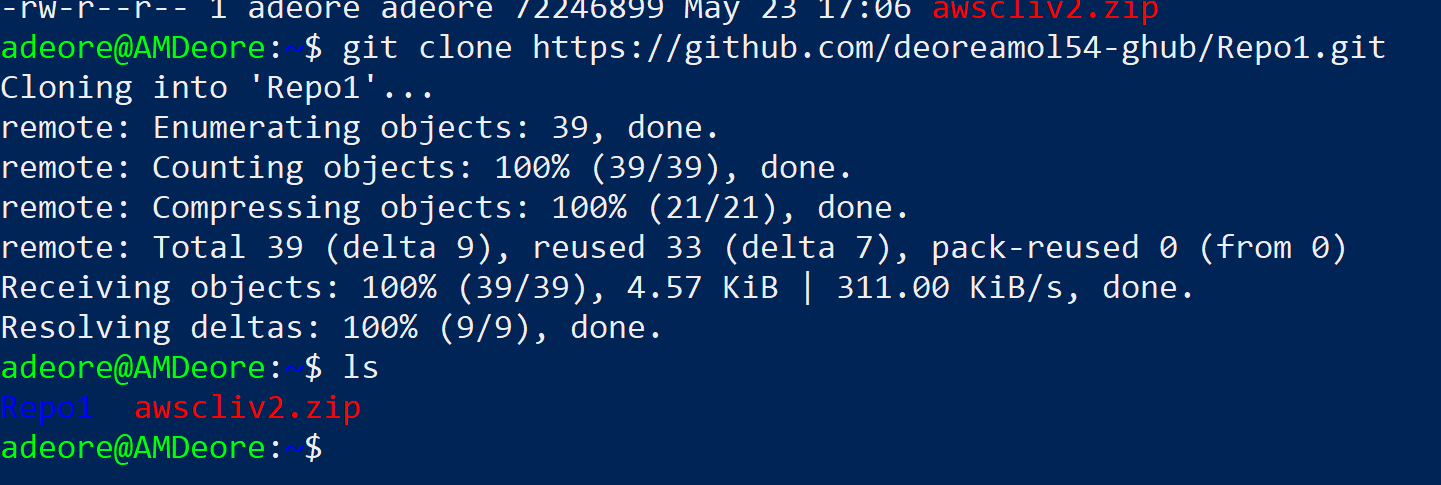 -rw-r--r-- 1 adeore adeore 72246899 May 23 17:06 awscliv2.zip
adeore@AMDeore:~$ git clone https://github.com/deoreamol54-ghub/Repo1.git
Cloning into 'Repo1'...
remote: Enumerating objects: 39, done.
remote: Counting objects: 100% (39/39), done.
remote: Compressing objects: 100% (21/21), done.
remote: Total 39 (delta 9), reused 33 (delta 7), pack-reused 0 (from 0)
Receiving objects: 100% (39/39), 4.57 KiB | 311.00 KiB/s, done.
Resolving deltas: 100% (9/9), done.
adeore@AMDeore:~$ ls
Repo1  awscliv2.zip
adeore@AMDeore:~$